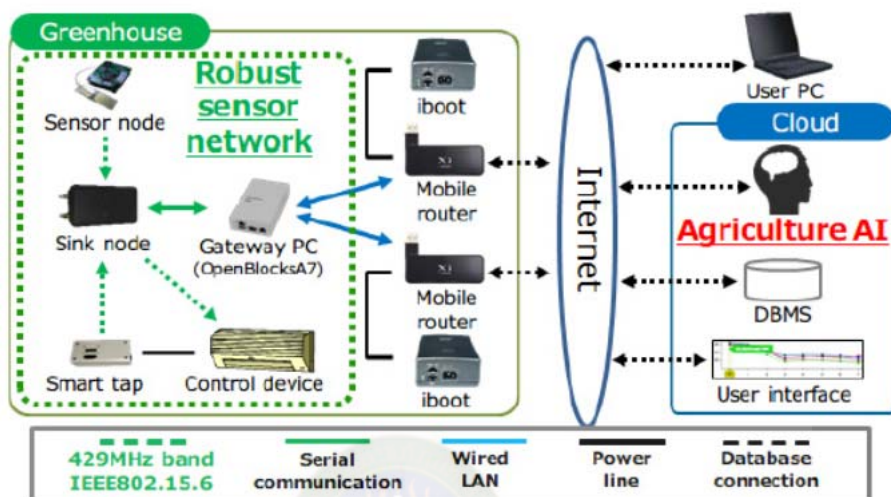 Greenhouse
Robust
sensor
network
Sensor node
Sink node
Gateway PC
(OpenBlocksA7)
Smart tap
Control device
iboot
Mobile
router
Mobile
router
iboot
Internet
User PC
Cloud
Agriculture AI
DBMS
User interface
429MHz band
IEEE802.15.6
Serial
communication
Wired
LAN
Power
line
Database
connection